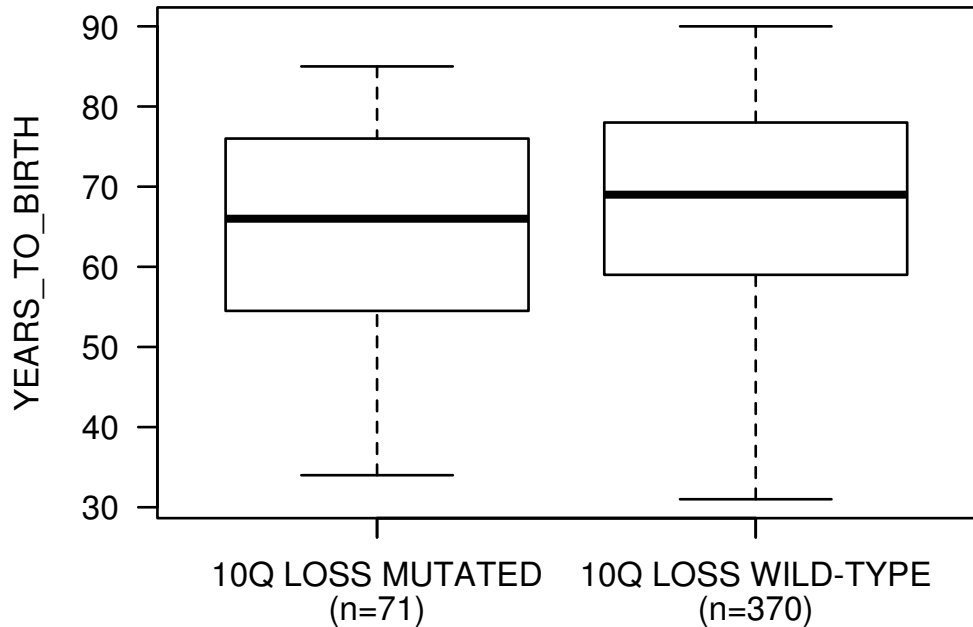 YEARS_TO_BIRTH
90
80
70
60
50
40
30
10Q LOSS MUTATED
(n=71)
10Q LOSS WILD-TYPE
(n=370)